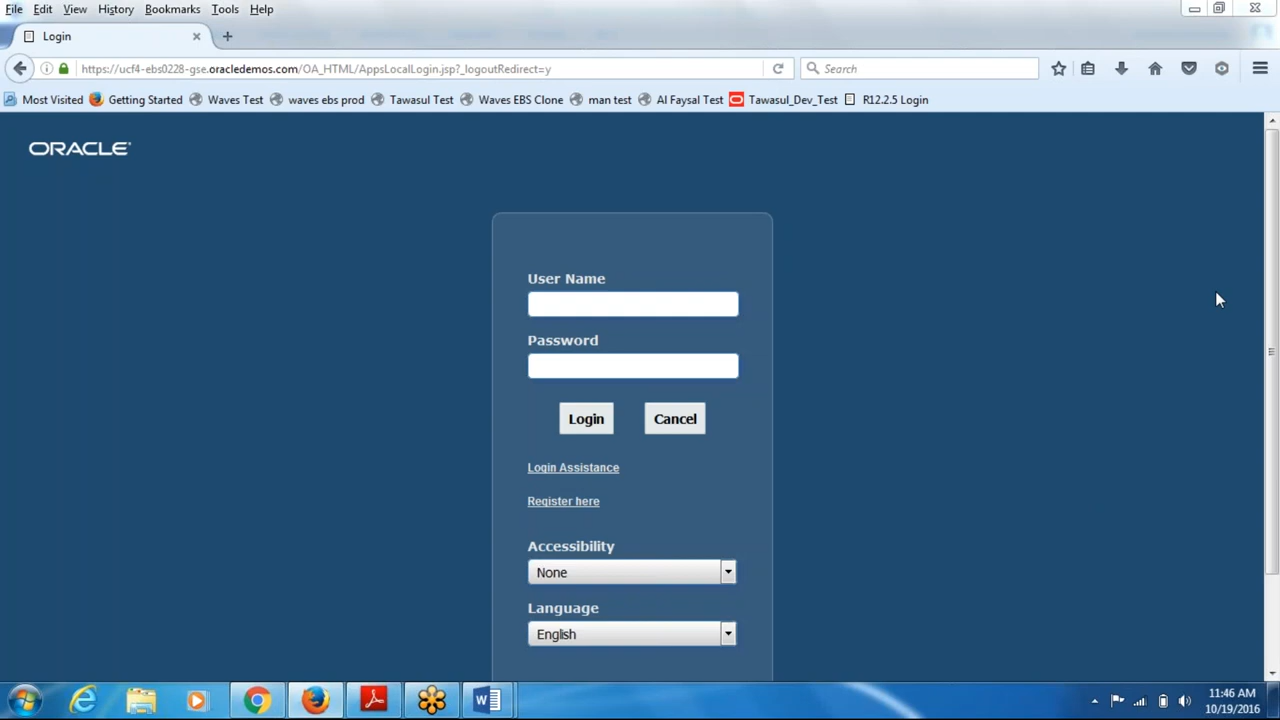 File Edit View History Bookmarks Tools Help
Login
https://ucf4-ebs0228-gse.oracledemos.com/OA_HTML/AppsLocalLogin.jsp?_logoutRedirect=y
Search
Most Visited Getting Started Waves Test waves ebs prod Tawasul Test Waves EBS Clone man test Al Faysal Test Tawasul_Dev_Test R12.2.5 Login
ORACLE
User Name
Password
Login Cancel
Login Assistance
Register here
Accessibility
None
Language
English
11:46 AM
10/19/2016